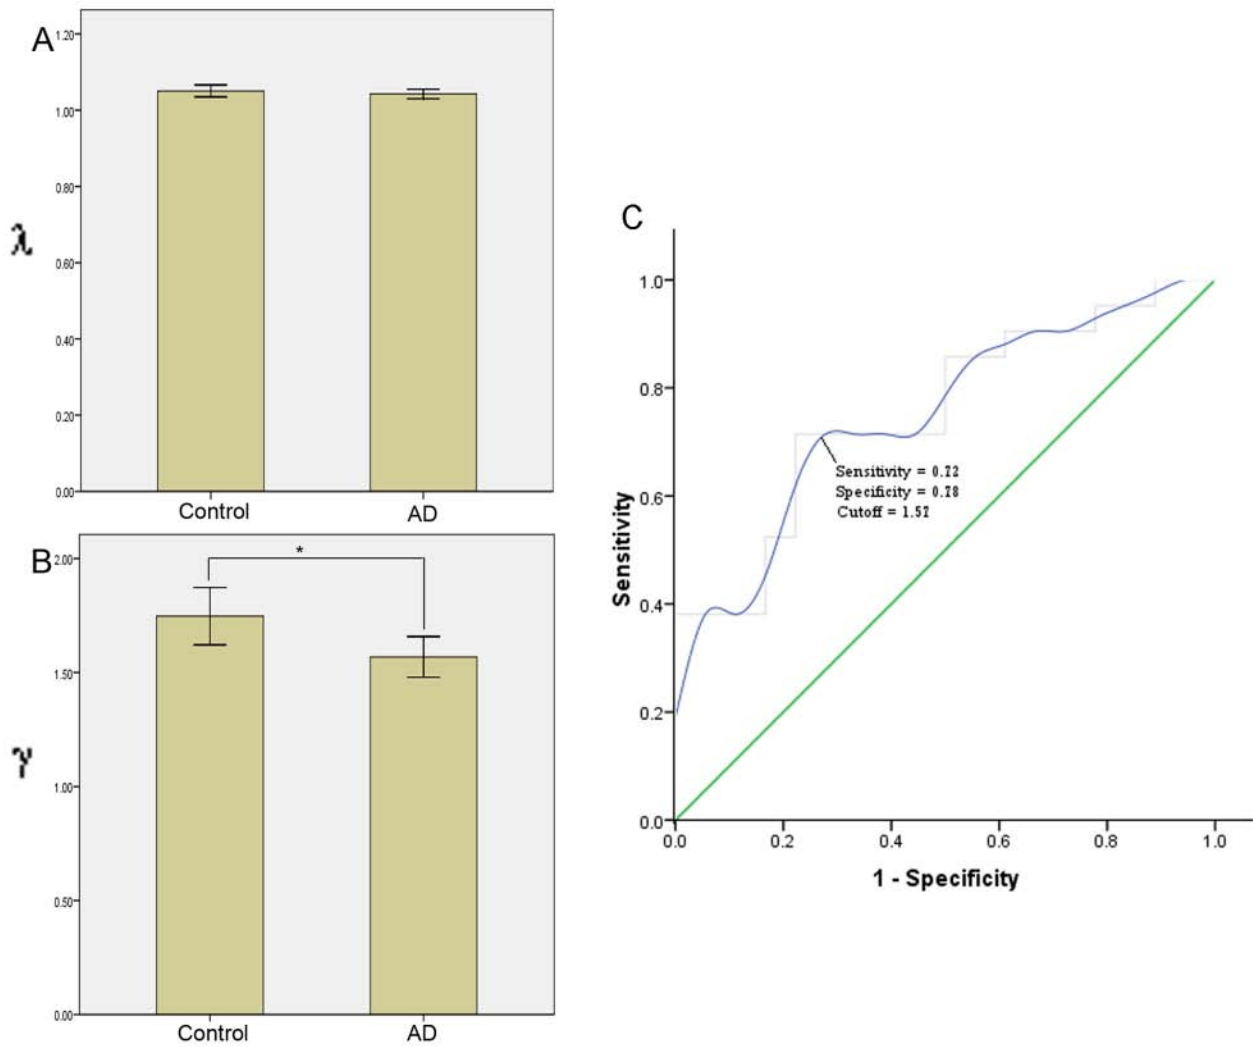 A
1.20
1.00
0.80
0.60
0.40
0.20
0.00
λ
Control AD
B
*
2.00
1.50
1.00
0.50
0.00
γ
Control AD
C
1.0
0.8
0.6
0.4
0.2
0.0
Sensitivity
Sensitivity = 0.72
Specificity = 0.78
Cutoff = 1.57
0.0 0.2 0.4 0.6 0.8 1.0
1 - Specificity